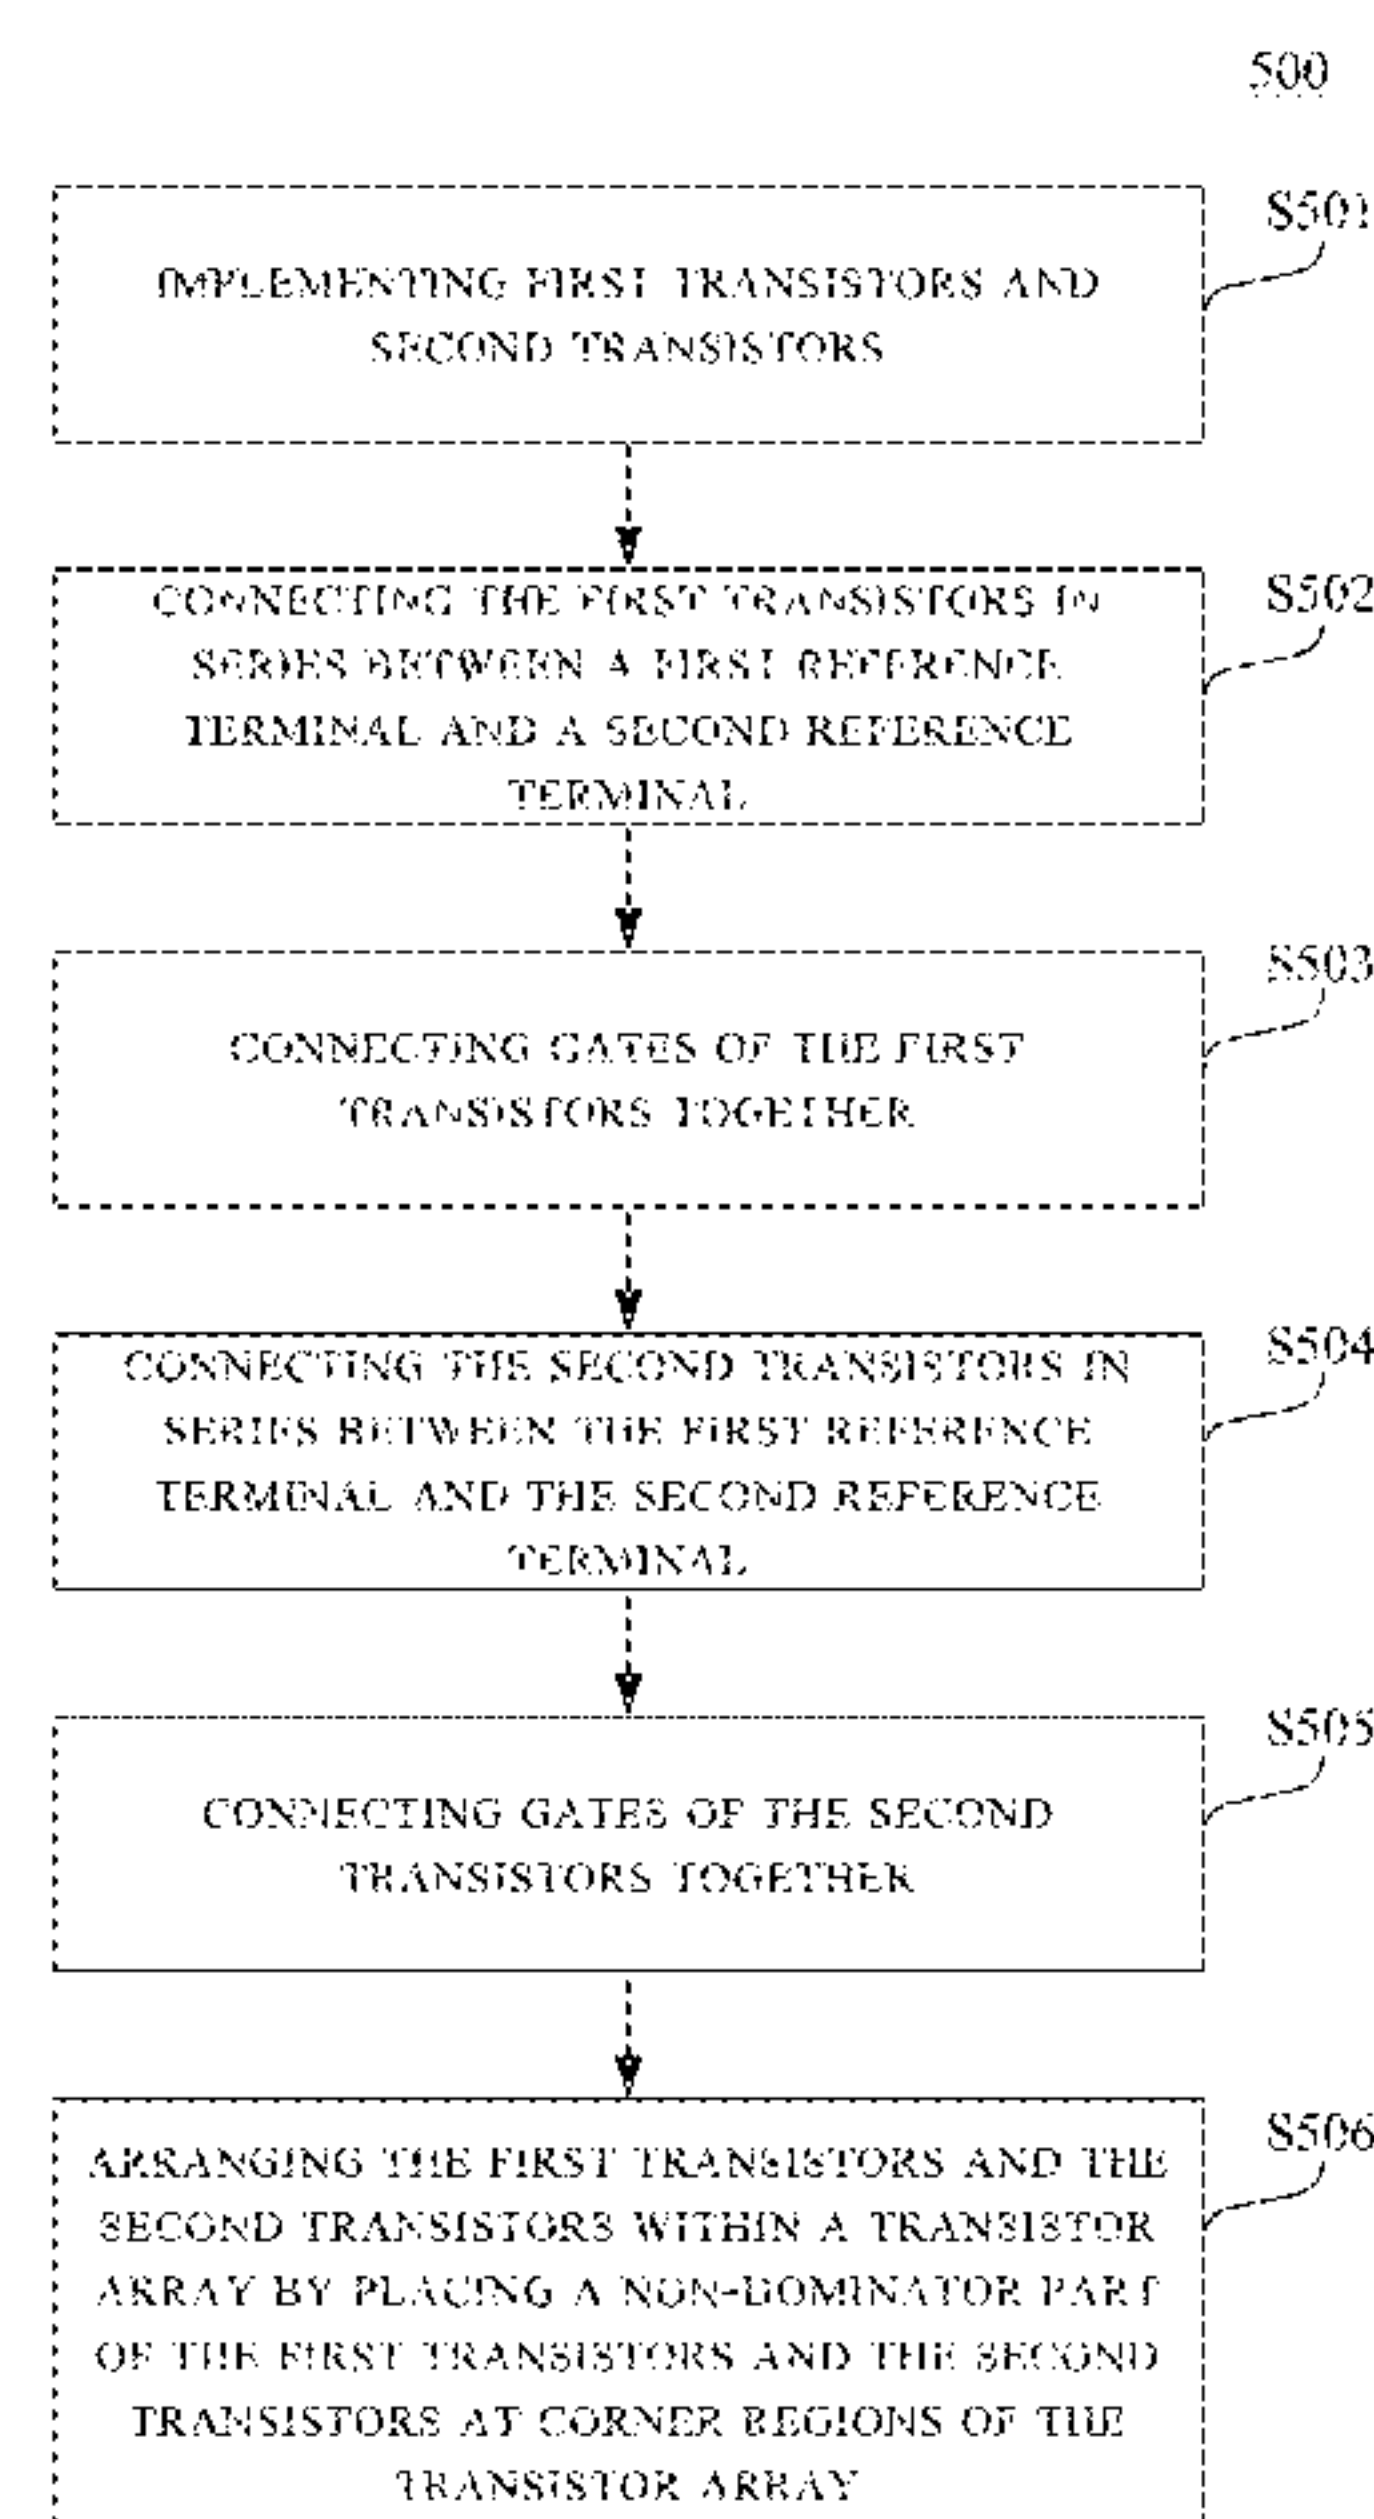 500
S501
IMPLEMENTING FIRST TRANSISTORS AND
SECOND TRANSISTORS
S502
CONNECTING THE FIRST TRANSISTORS IN
SERIES BETWEEN A FIRST REFERENCE
TERMINAL AND A SECOND REFERENCE
TERMINAL
S503
CONNECTING GATES OF THE FIRST
TRANSISTORS TOGETHER
S504
CONNECTING THE SECOND TRANSISTORS IN
SERIES BETWEEN THE FIRST REFERENCE
TERMINAL AND THE SECOND REFERENCE
TERMINAL
S505
CONNECTING GATES OF THE SECOND
TRANSISTORS TOGETHER
S506
ARRANGING THE FIRST TRANSISTORS AND THE
SECOND TRANSISTORS WITHIN A TRANSISTOR
ARRAY BY PLACING A NON-DOMINATOR PART
OF THE FIRST TRANSISTORS AND THE SECOND
TRANSISTORS AT CORNER REGIONS OF THE
TRANSISTOR ARRAY